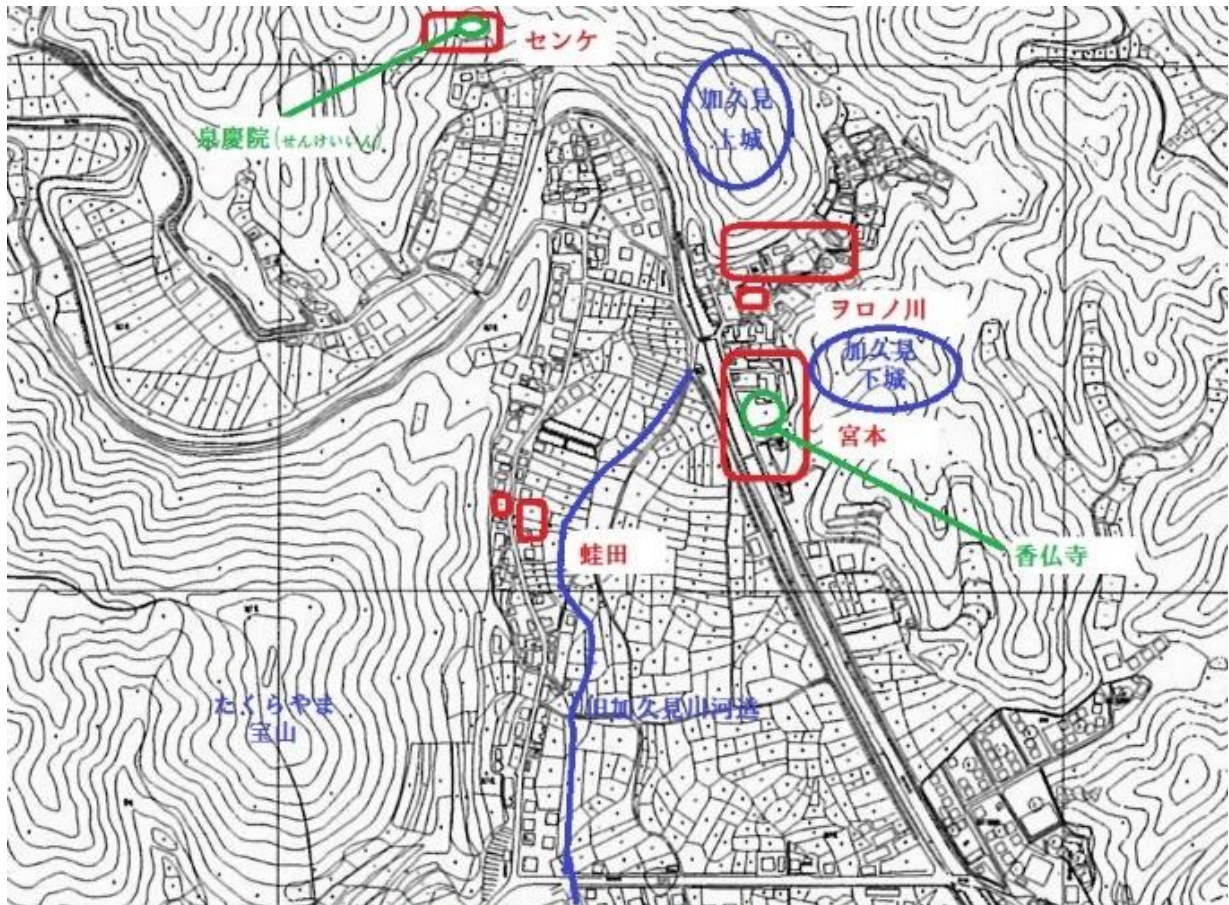 センケ
泉慶院(せんけいいん)
加久見
上城
ヲロノ川
加久見
下城
宮本
香仏寺
蛙田
旧加久見川河道
たくらやま
宝山